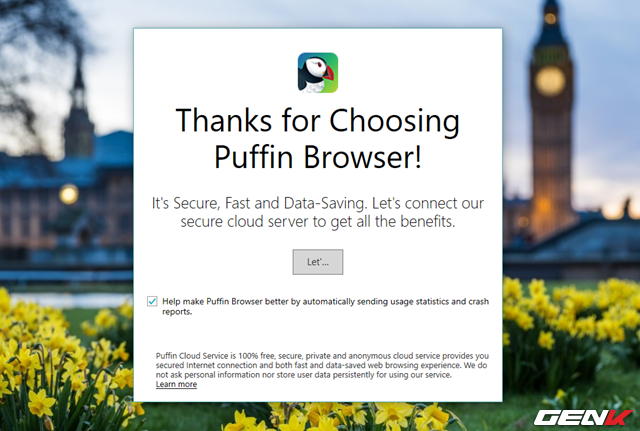 Thanks for Choosing
Puffin Browser!
It's Secure, Fast and Data-Saving. Let's connect our
secure cloud server to get all the benefits.
Let'...
Help make Puffin Browser better by automatically sending usage statistics and crash
reports.
Puffin Cloud Service is 100% free, secure, private and anonymous cloud service provides you
secured Internet connection and both fast and data-saved web browsing experience. We do
not ask personal information nor store user data persistently for using our service.
Learn more
GENK